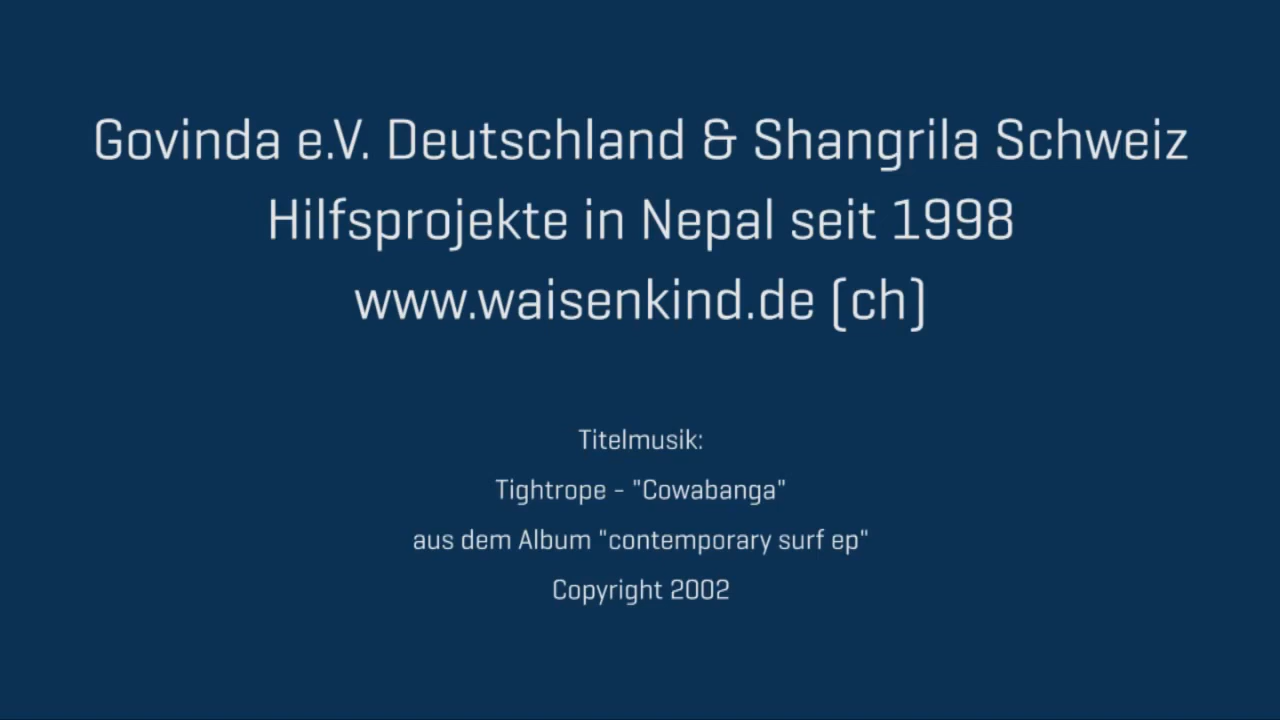 Govinda e.V. Deutschland & Shangrila Schweiz
Hilfsprojekte in Nepal seit 1998
www.waisenkind.de (ch)
Titelmusik:
Tightrope - "Cowabanga"
aus dem Album "contemporary surf ep"
Copyright 2002